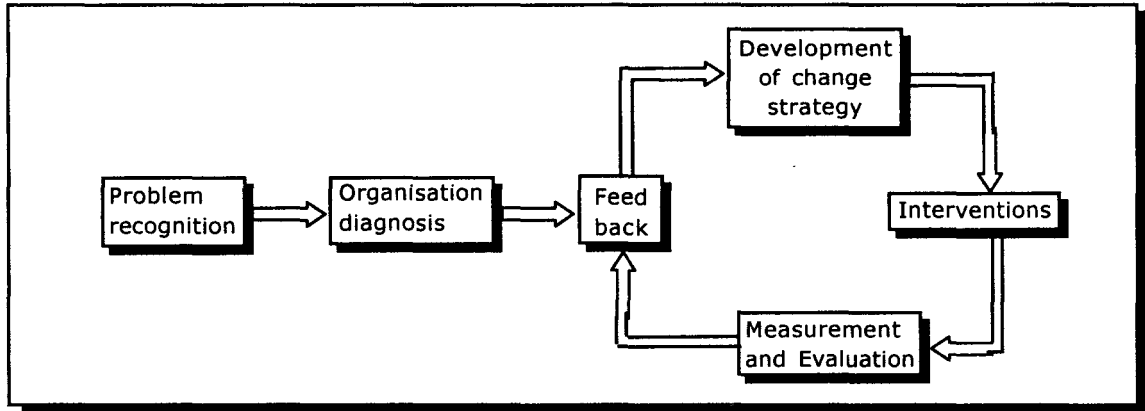 Problem
recognition
Organisation
diagnosis
Feed
back
Development
of change
strategy
Interventions
Measurement
and Evaluation